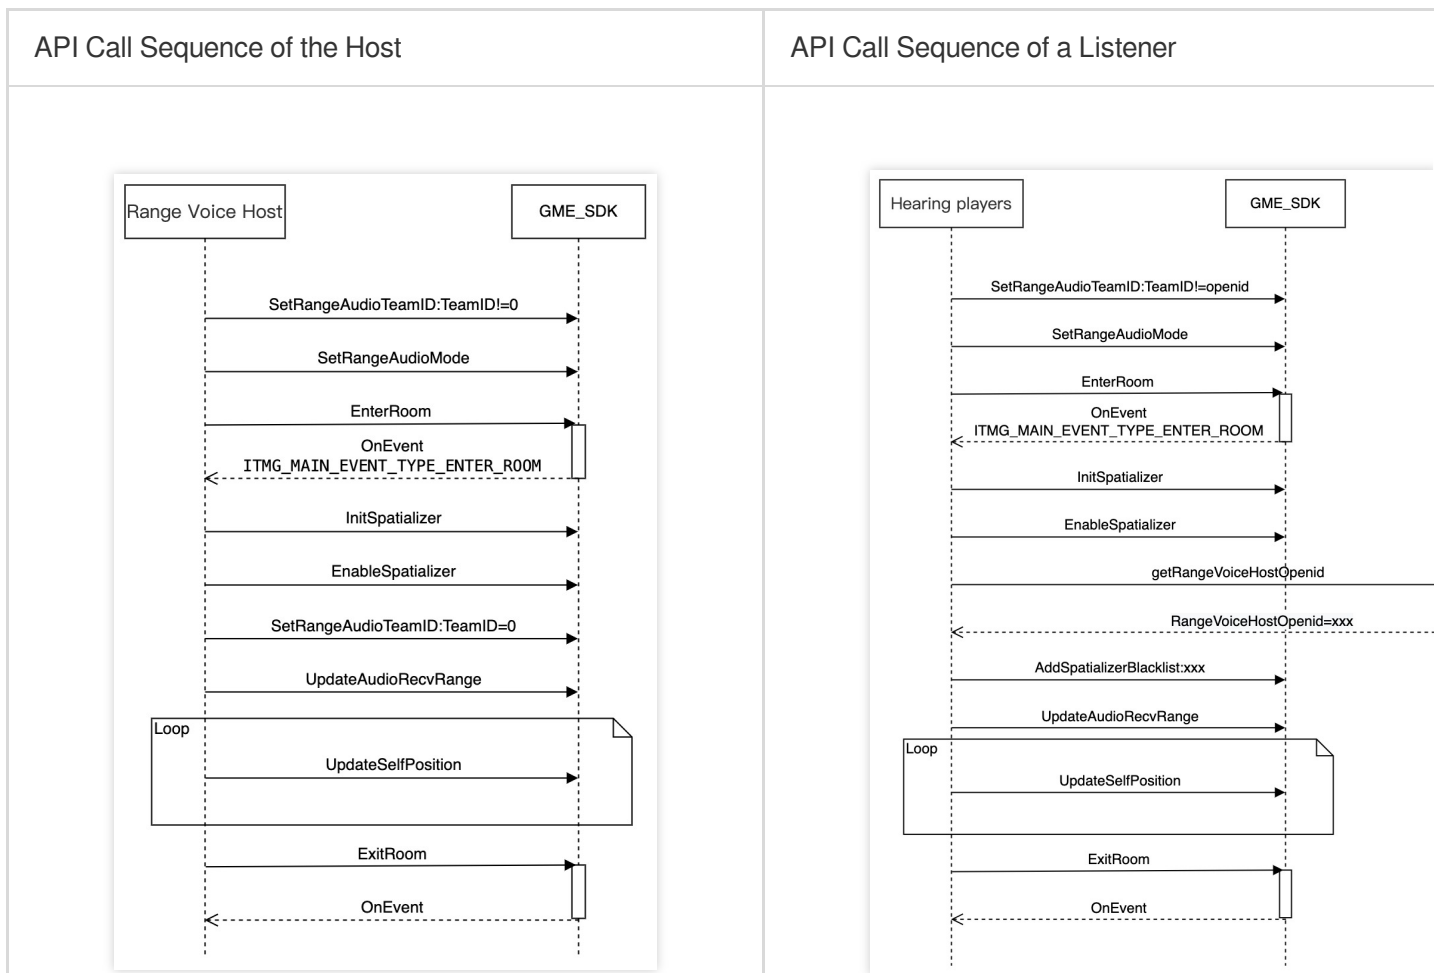 API Call Sequence of the Host
API Call Sequence of a Listener
Range Voice Host
GME_SDK
SetRangeAudioTeamID:TeamID!=0
SetRangeAudioMode
EnterRoom
OnEvent
ITMG_MAIN_EVENT_TYPE_ENTER_ROOM
InitSpatializer
EnableSpatializer
SetRangeAudioTeamID:TeamID=0
UpdateAudioRecvRange
Loop
UpdateSelfPosition
ExitRoom
OnEvent
Hearing players
GME_SDK
SetRangeAudioTeamID:TeamID!=openid
SetRangeAudioMode
EnterRoom
OnEvent
ITMG_MAIN_EVENT_TYPE_ENTER_ROOM
InitSpatializer
EnableSpatializer
getRangeVoiceHostOpenid
RangeVoiceHostOpenid=xxx
AddSpatializerBlacklist:xxx
UpdateAudioRecvRange
Loop
UpdateSelfPosition
ExitRoom
OnEvent